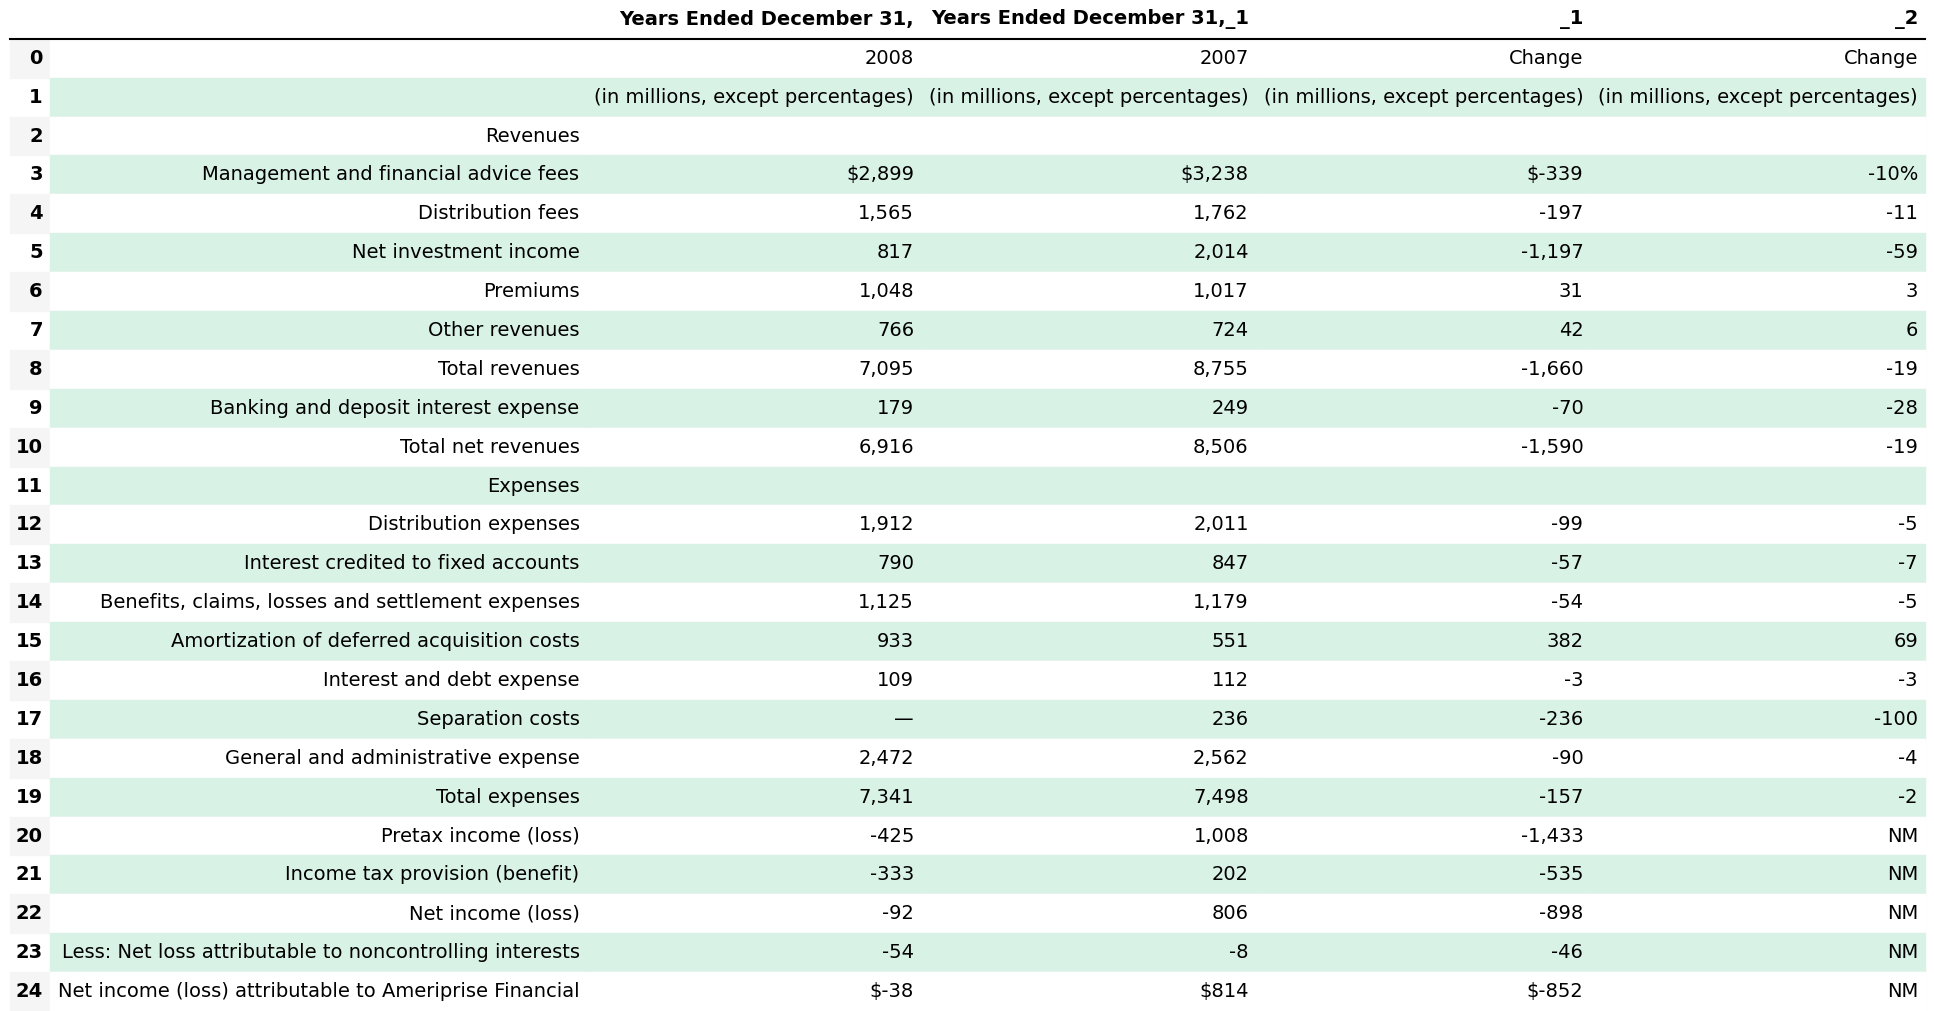 Years Ended December 31, Years Ended December 31,_1 _1 _2
0 2008 2007 Change Change
1 (in millions, except percentages) (in millions, except percentages) (in millions, except percentages) (in millions, except percentages)
2 Revenues
3 Management and financial advice fees $2,899 $3,238 $-339 -10%
4 Distribution fees 1,565 1,762 -197 -11
5 Net investment income 817 2,014 -1,197 -59
6 Premiums 1,048 1,017 31 3
7 Other revenues 766 724 42 6
8 Total revenues 7,095 8,755 -1,660 -19
9 Banking and deposit interest expense 179 249 -70 -28
10 Total net revenues 6,916 8,506 -1,590 -19
11 Expenses
12 Distribution expenses 1,912 2,011 -99 -5
13 Interest credited to fixed accounts 790 847 -57 -7
14 Benefits, claims, losses and settlement expenses 1,125 1,179 -54 -5
15 Amortization of deferred acquisition costs 933 551 382 69
16 Interest and debt expense 109 112 -3 -3
17 Separation costs — 236 -236 -100
18 General and administrative expense 2,472 2,562 -90 -4
19 Total expenses 7,341 7,498 -157 -2
20 Pretax income (loss) -425 1,008 -1,433 NM
21 Income tax provision (benefit) -333 202 -535 NM
22 Net income (loss) -92 806 -898 NM
23 Less: Net loss attributable to noncontrolling interests -54 -8 -46 NM
24 Net income (loss) attributable to Ameriprise Financial $-38 $814 $-852 NM